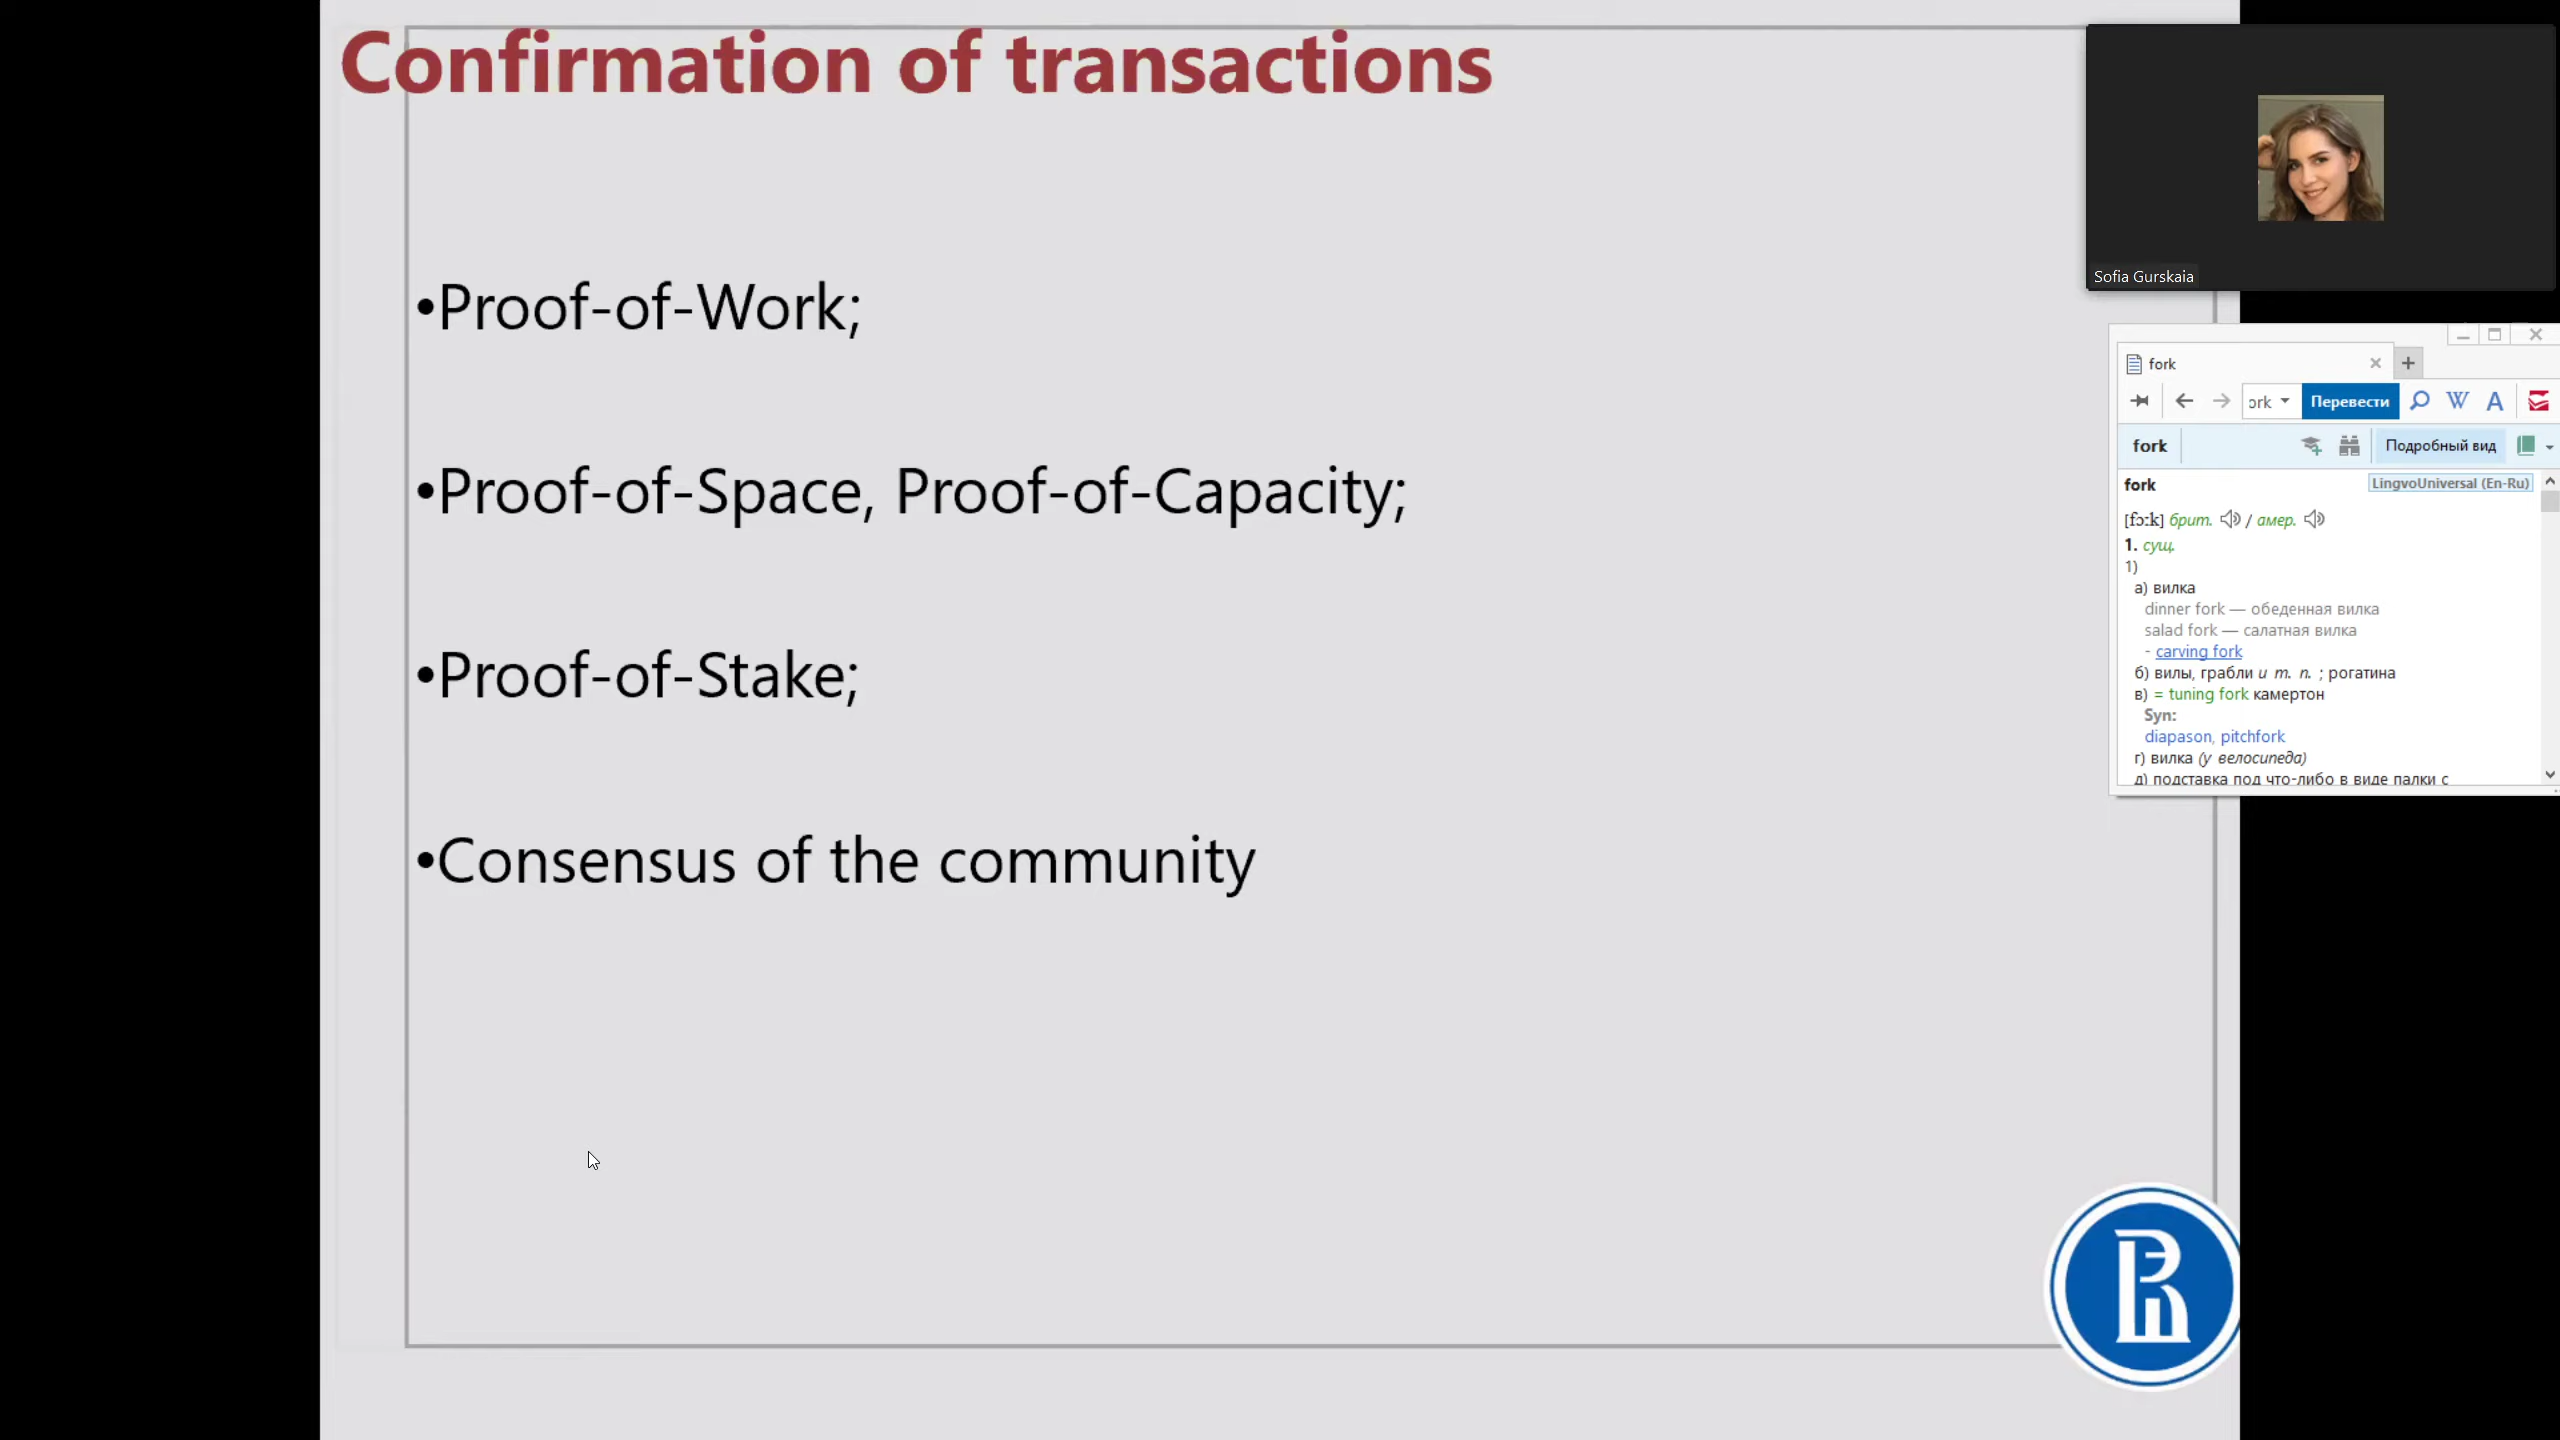 Confirmation of transactions
•Proof-of-Work;
•Proof-of-Space, Proof-of-Capacity;
•Proof-of-Stake;
•Consensus of the community
Sofia Gurskaia
fork
ork
Перевести
W
A
fork
Подробный вид
fork
LingvoUniversal (En-Ru)
[fɔːk] брит. / амер.
1. сущ.
1)
а) вилка
dinner fork — обеденная вилка
salad fork — салатная вилка
- carving fork
б) вилы, грабли и т. п. ; рогатина
в) = tuning fork камертон
Syn:
diapason, pitchfork
г) вилка (у велосипеда)
д) подставка под что-либо в виде палки с